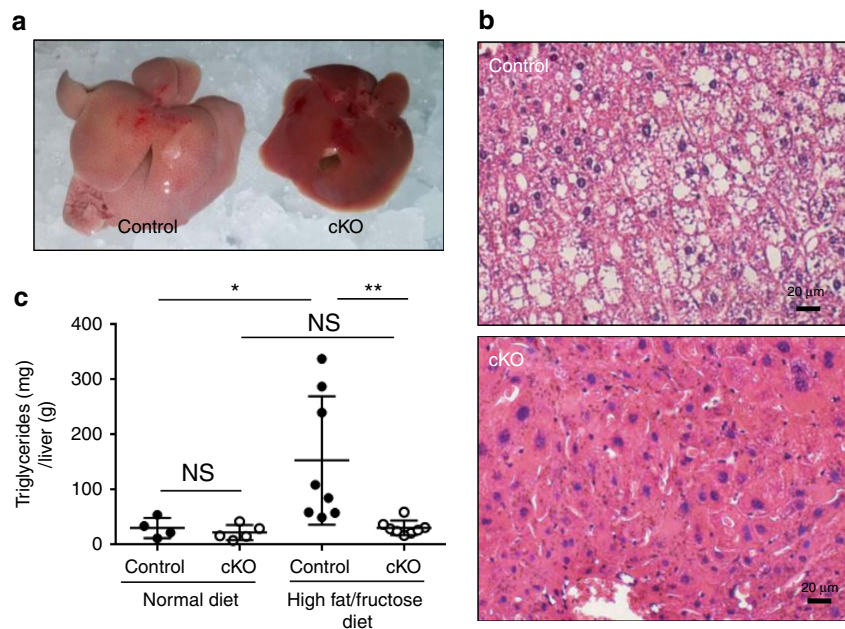 a
Control
cKO
b
Control
20 μm
cKO
20 μm
c
*
**
NS
NS
Triglycerides (mg)
/liver (g)
400
300
200
100
0
Control
cKO
Control
cKO
Normal diet
High fat/fructose
diet